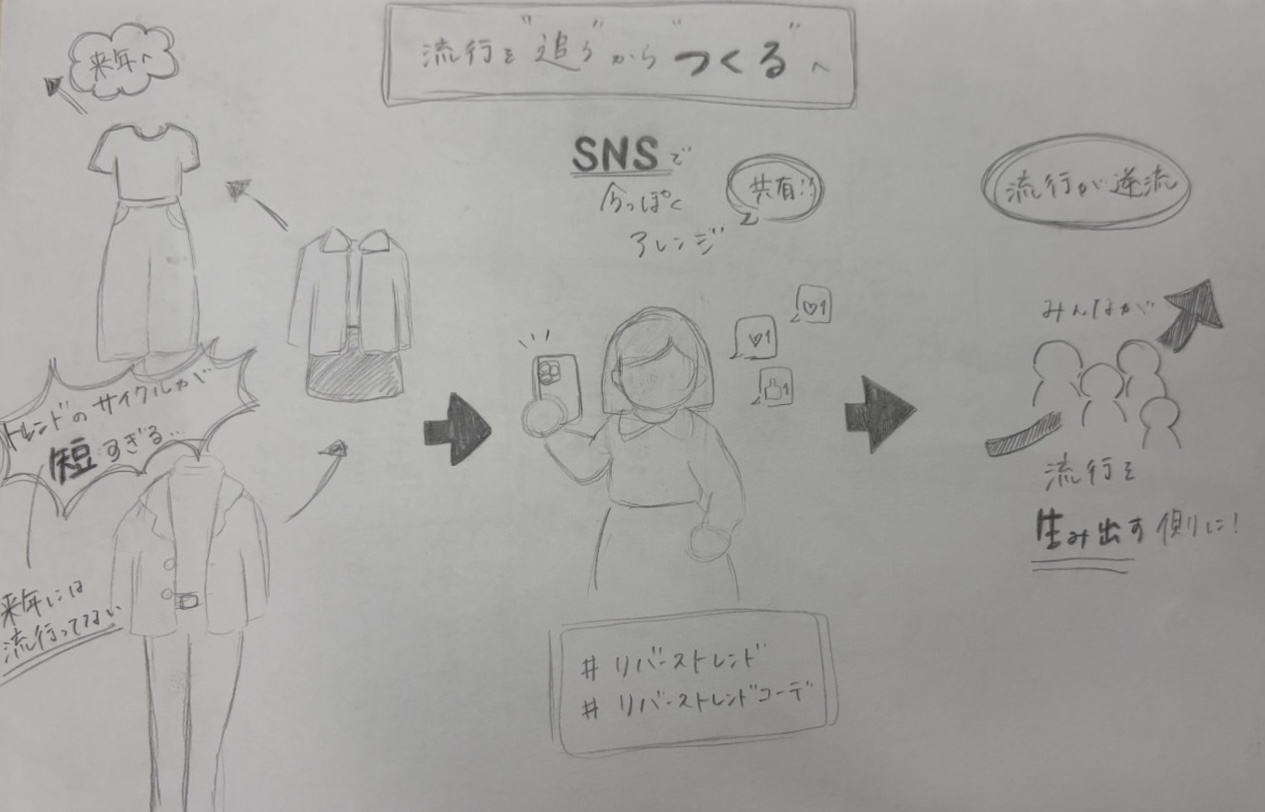 流行を"追う"から"つくる"へ
来年へ
トレンドのサイクルが
短すぎる…
来年には
流行ってない
SNSで
今っぽく
アレンジ
共有!!
♡1
♡1
1
#リバーストレンド
#リバーストレンドコーデ
流行が逆流
みんなが
流行を
生み出す側に!